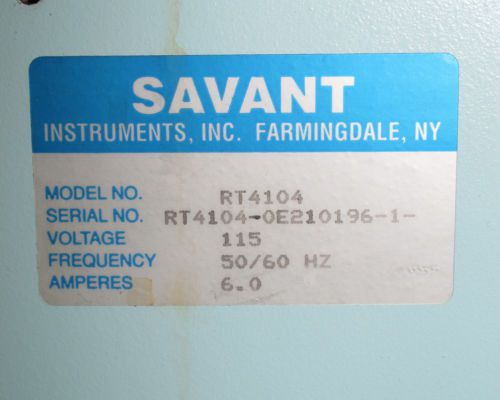 SAVANT
INSTRUMENTS, INC. FARMINGDALE, NY
MODEL NO. RT4104
SERIAL NO. RT4104-0E210196-1-
VOLTAGE 115
FREQUENCY 50/60 HZ
AMPERES 6.0